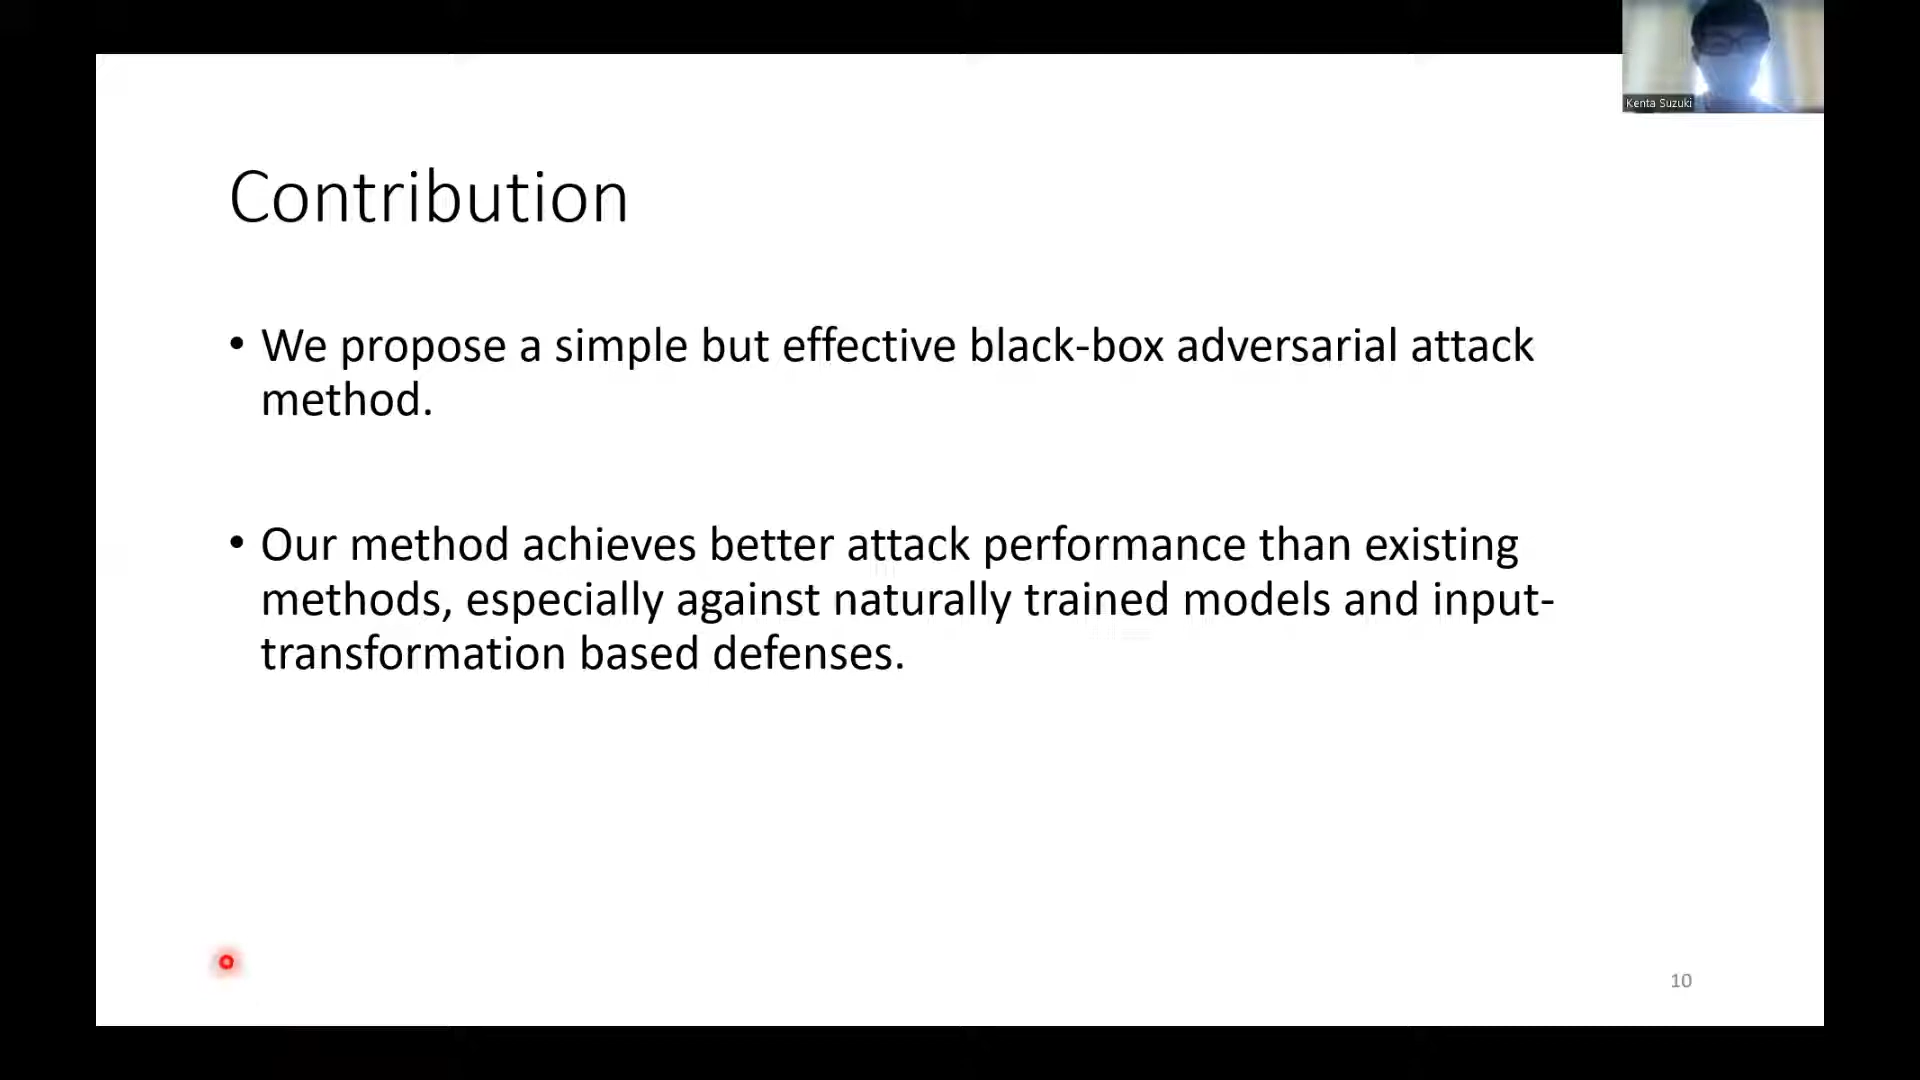 Kenta Suzuki
Contribution
• We propose a simple but effective black-box adversarial attack
method.
• Our method achieves better attack performance than existing
methods, especially against naturally trained models and input-
transformation based defenses.
10